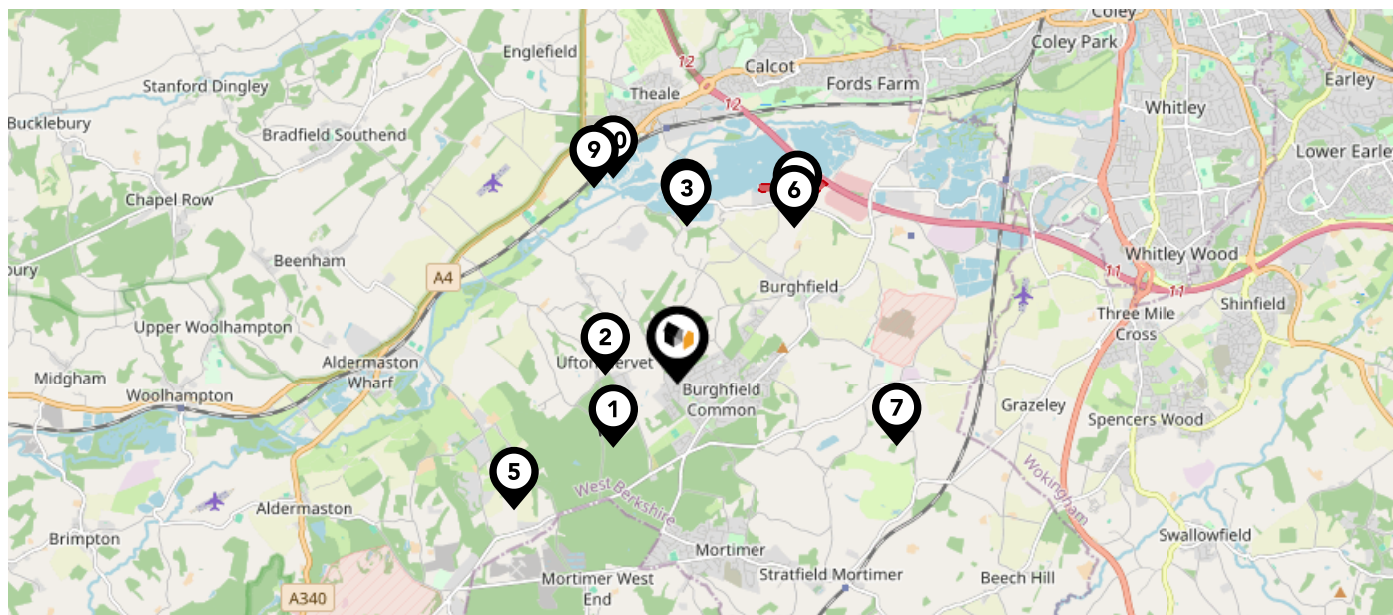 Coley
Coley Park
Englefield
12
Calcot
Earley
Stanford Dingley
Theale
Fords Farm
12
Whitley
Bucklebury
Bradfield Southend
9
0
Lower Earle
3
6
Chapel Row
Whitley Wood
Beenham
11
bury
A4
Burghfield
11
Shinfield
Upper Woolhampton
2
Three Mile
Cross
Aldermaston
Wharf
Midgham
Burghfield
Common
Woolhampton
1
7
Grazeley
Spencers Wood
5
West Berkshire
Wokingham
Aldermaston
Swallowfield
Brimpton
Mortimer
Mortimer West
End
Stratfield Mortimer
Beech Hill
A340